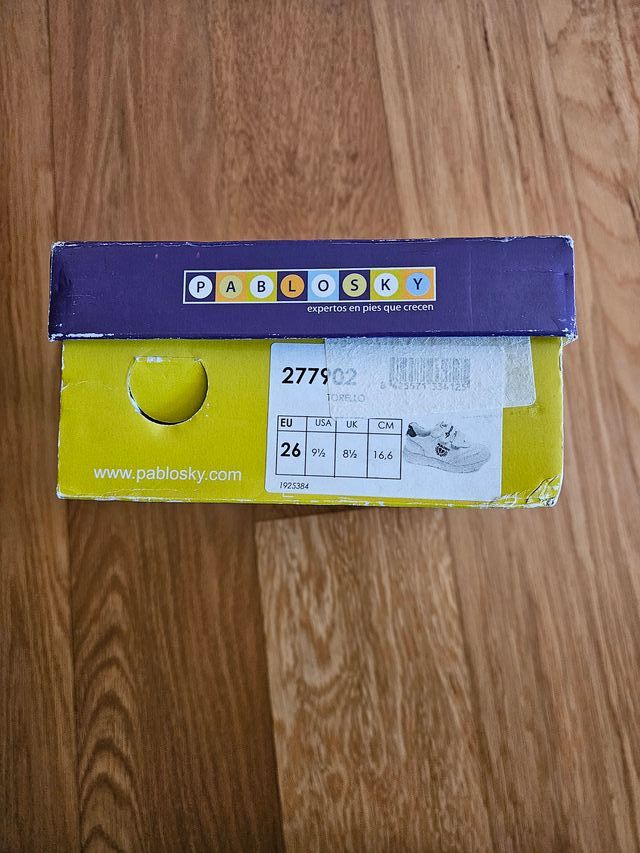 PABLOSKY
expertos en pies que crecen
277902
TORELLO
EU USA UK CM
26 9½ 8½ 16,6
1925384
www.pablosky.com